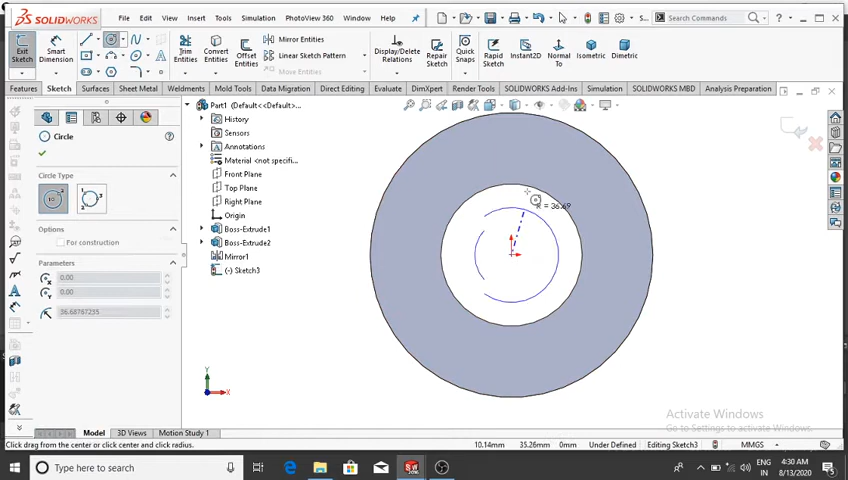 SOLIDWORKS File Edit View Insert Tools Simulation PhotoView 360 Window S... Search Commands
Exit Sketch
Smart Dimension
Trim Entities
Convert Entities
Offset Entities
Mirror Entities
Linear Sketch Pattern
Move Entities
Display/Delete Relations
Repair Sketch
Quick Snaps
Rapid Sketch
Instant2D
Normal To
Isometric
Dimetric
Features Sketch Surfaces Sheet Metal Weldments Mold Tools Data Migration Direct Editing Evaluate DimXpert Render Tools SOLIDWORKS Add-Ins Simulation SOLIDWORKS MBD Analysis Preparation
Circle
Circle Type
Options
For construction
Parameters
0.00
0.00
36.68767235
Part1 (Default<<Default>...
History
Sensors
Annotations
Material <not specifi...
Front Plane
Top Plane
Right Plane
Origin
Boss-Extrude1
Boss-Extrude2
Mirror1
(-) Sketch3
R = 36.69
Y
X
Activate Windows
Go to Settings to activate Windows.
Model 3D Views Motion Study 1
Click drag from the center or click center and click radius. 10.14mm 35.26mm 0mm Under Defined Editing Sketch3 MMGS
Type here to search
ENG
IN
4:30 AM
8/13/2020